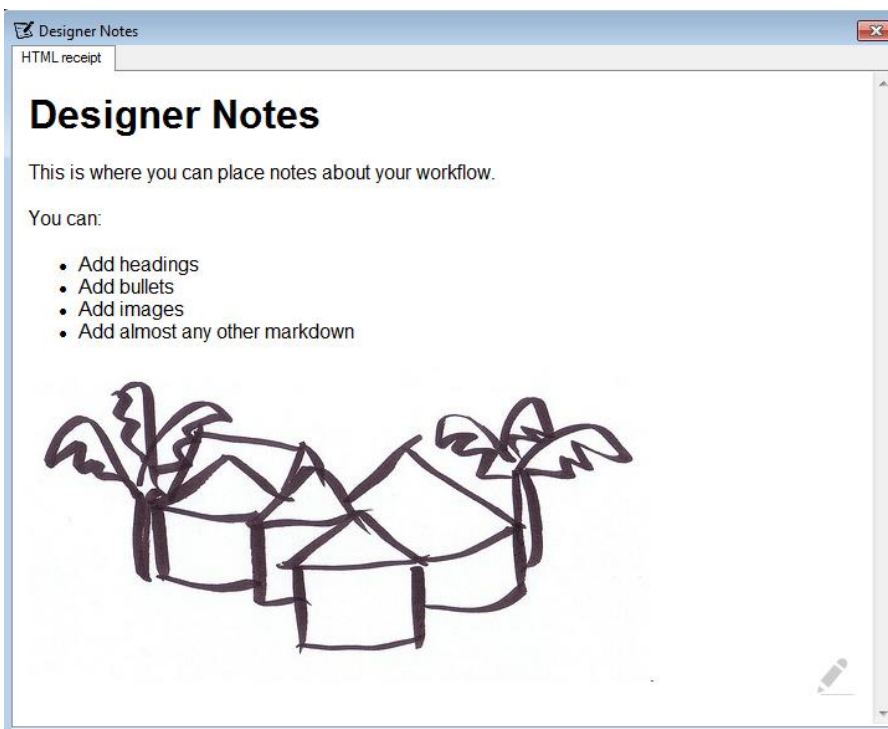 Designer Notes
HTML receipt
Designer Notes
This is where you can place notes about your workflow.
You can:
• Add headings
• Add bullets
• Add images
• Add almost any other markdown